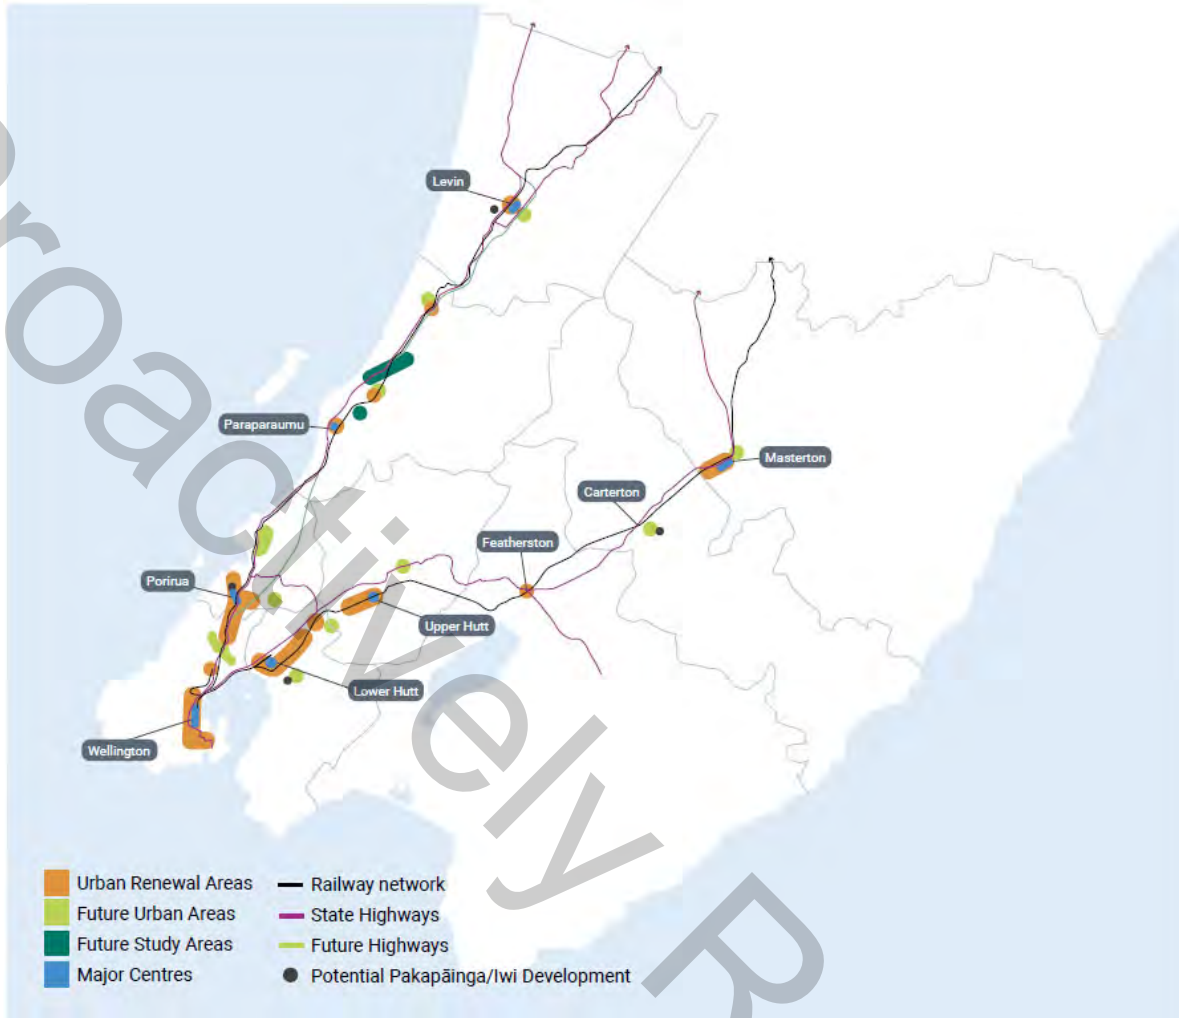 Levin
Paraparaumu
Masterton
Carterton
Featherston
Porirua
Upper Hutt
Lower Hutt
Wellington
Urban Renewal Areas
Future Urban Areas
Future Study Areas
Major Centres
Railway network
State Highways
Future Highways
Potential Pakapāinga/Iwi Development
roactively R